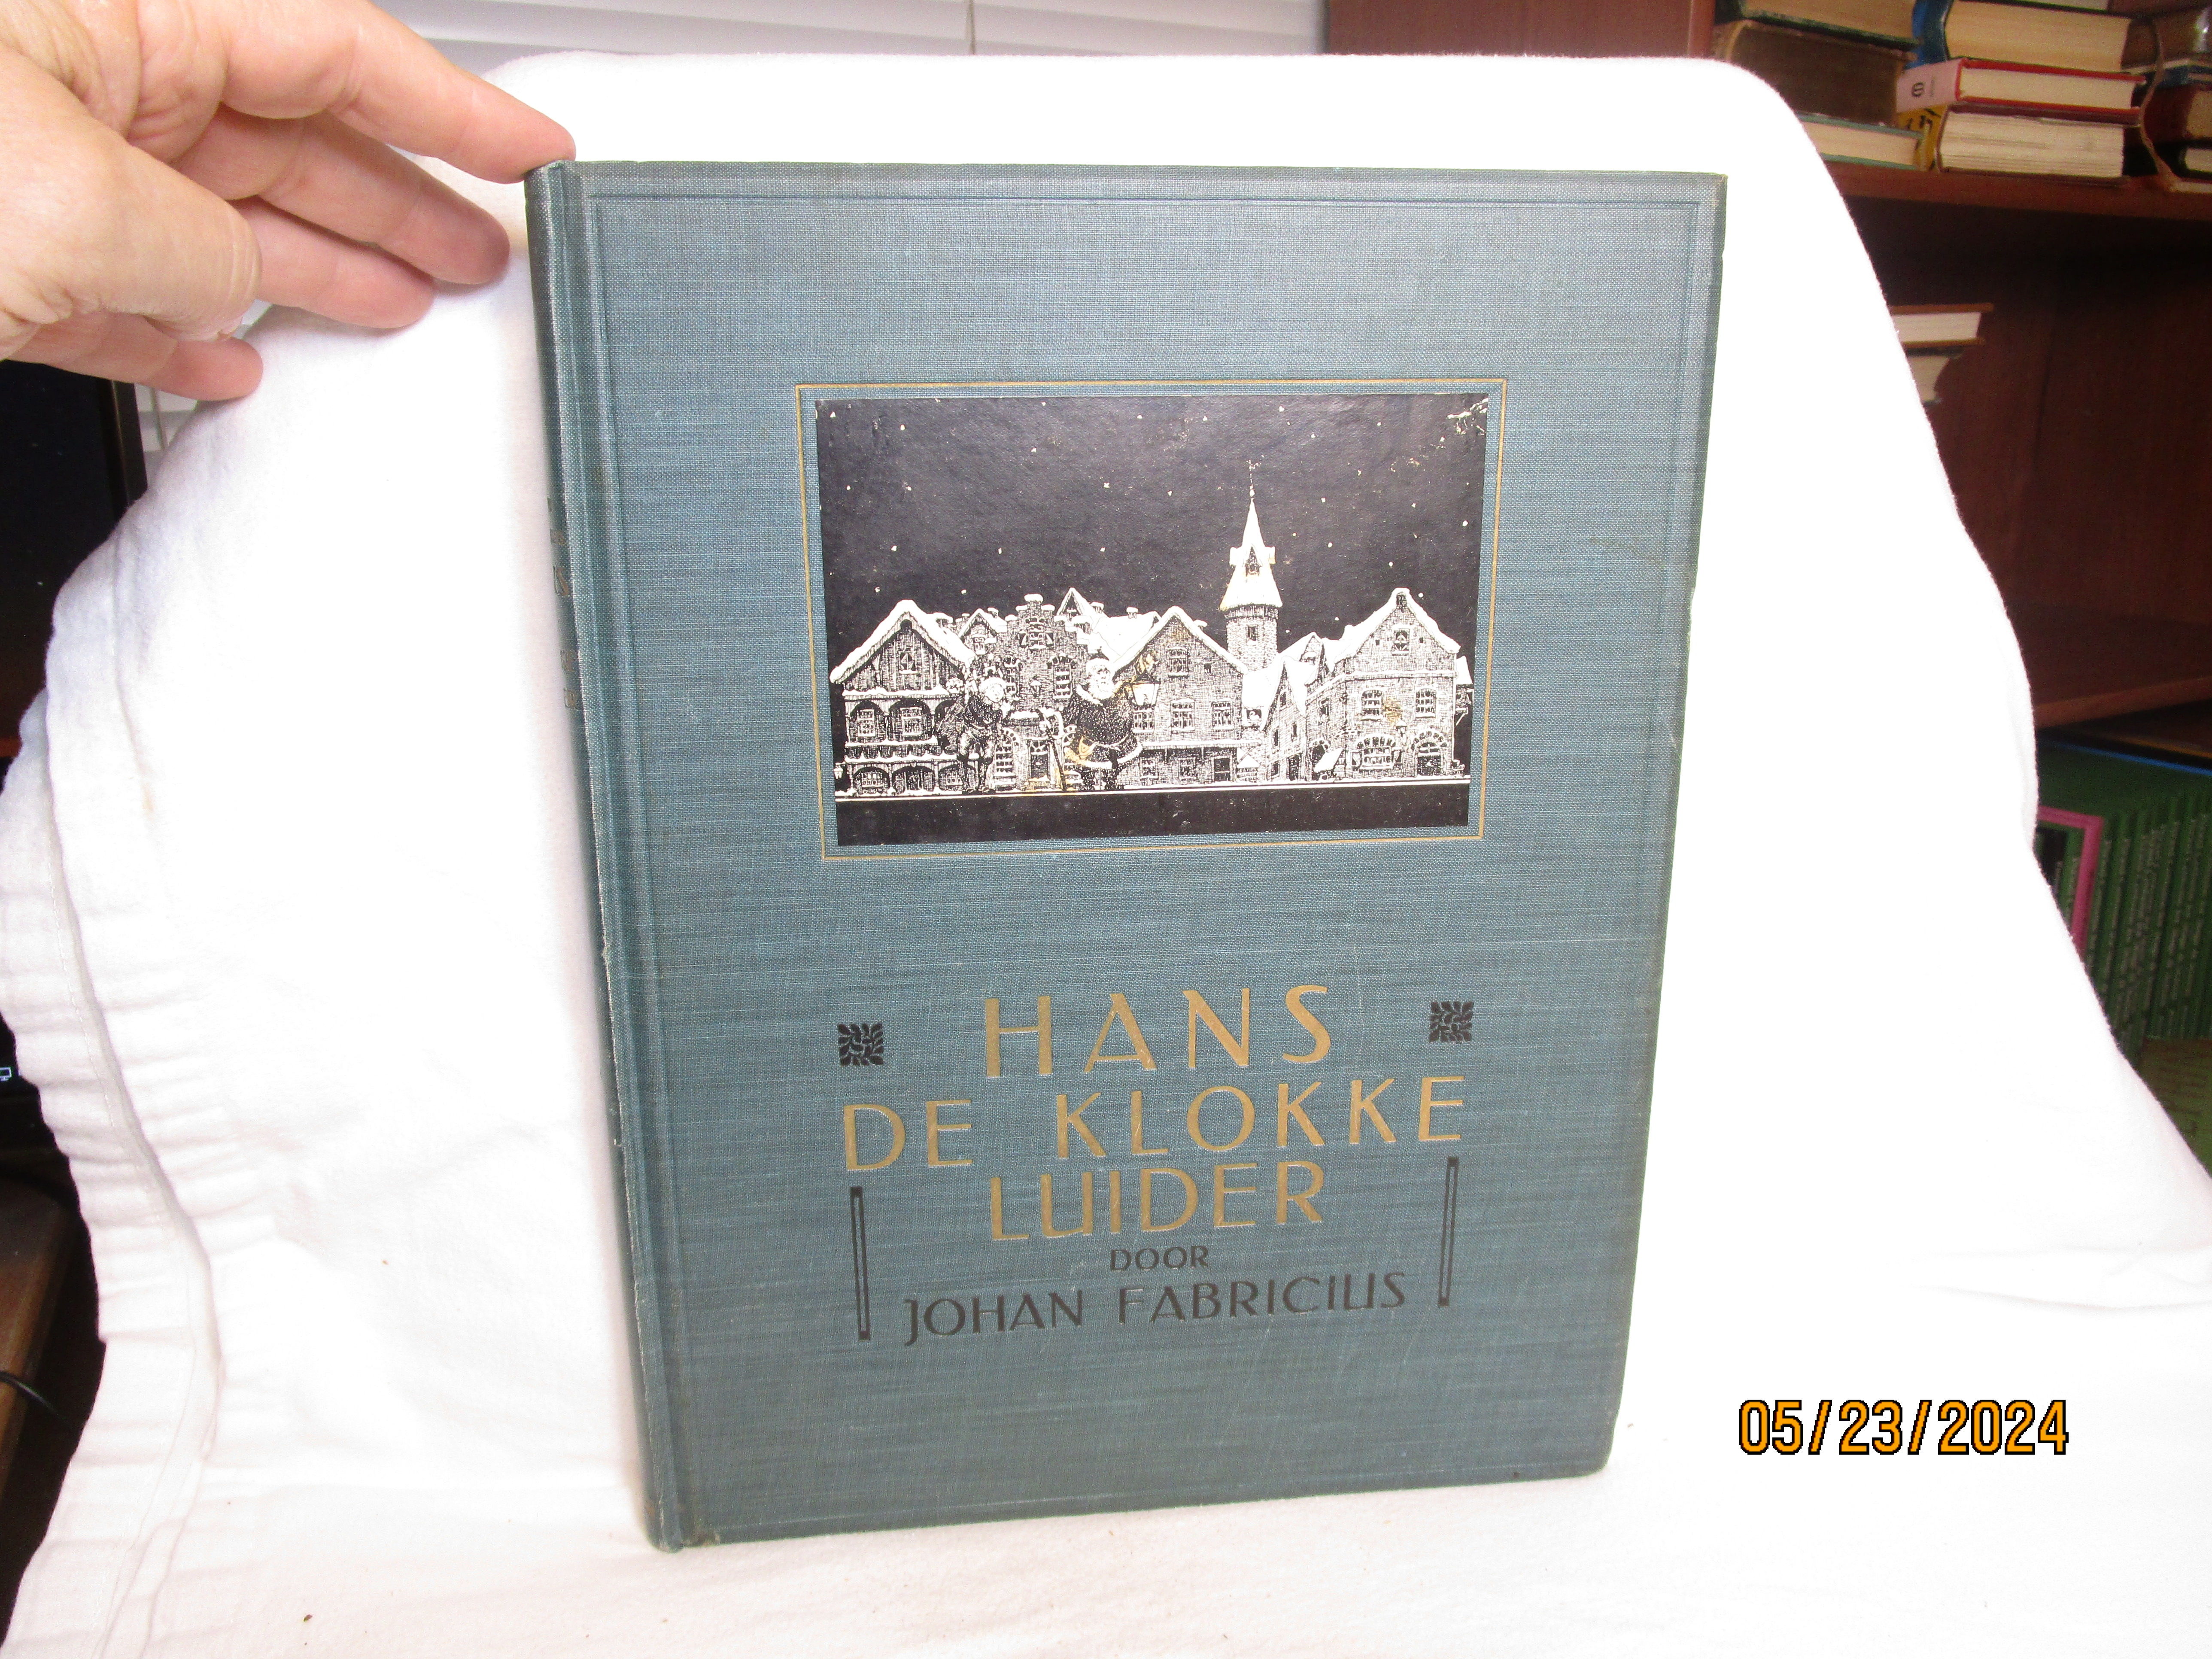 HANS
DE KLOKKE
LUIDER
DOOR
JOHAN FABRICIUS
05/23/2024